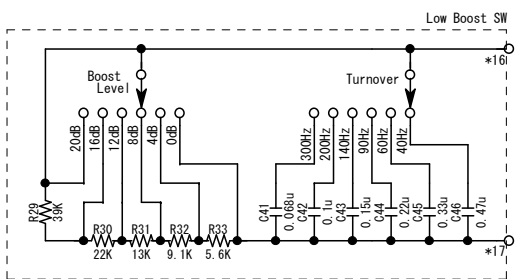 Low Boost SW
*16
Boost
Level
Turnover
20dB
16dB
12dB
8dB
4dB
0dB
300Hz
200Hz
140Hz
90Hz
60Hz
40Hz
R29
39K
C41
0.068u
C42
0.1u
C43
0.15u
C44
0.22u
C45
0.33u
C46
0.47u
R30
R31
R32
R33
22K
13K
9.1K
5.6K
*17